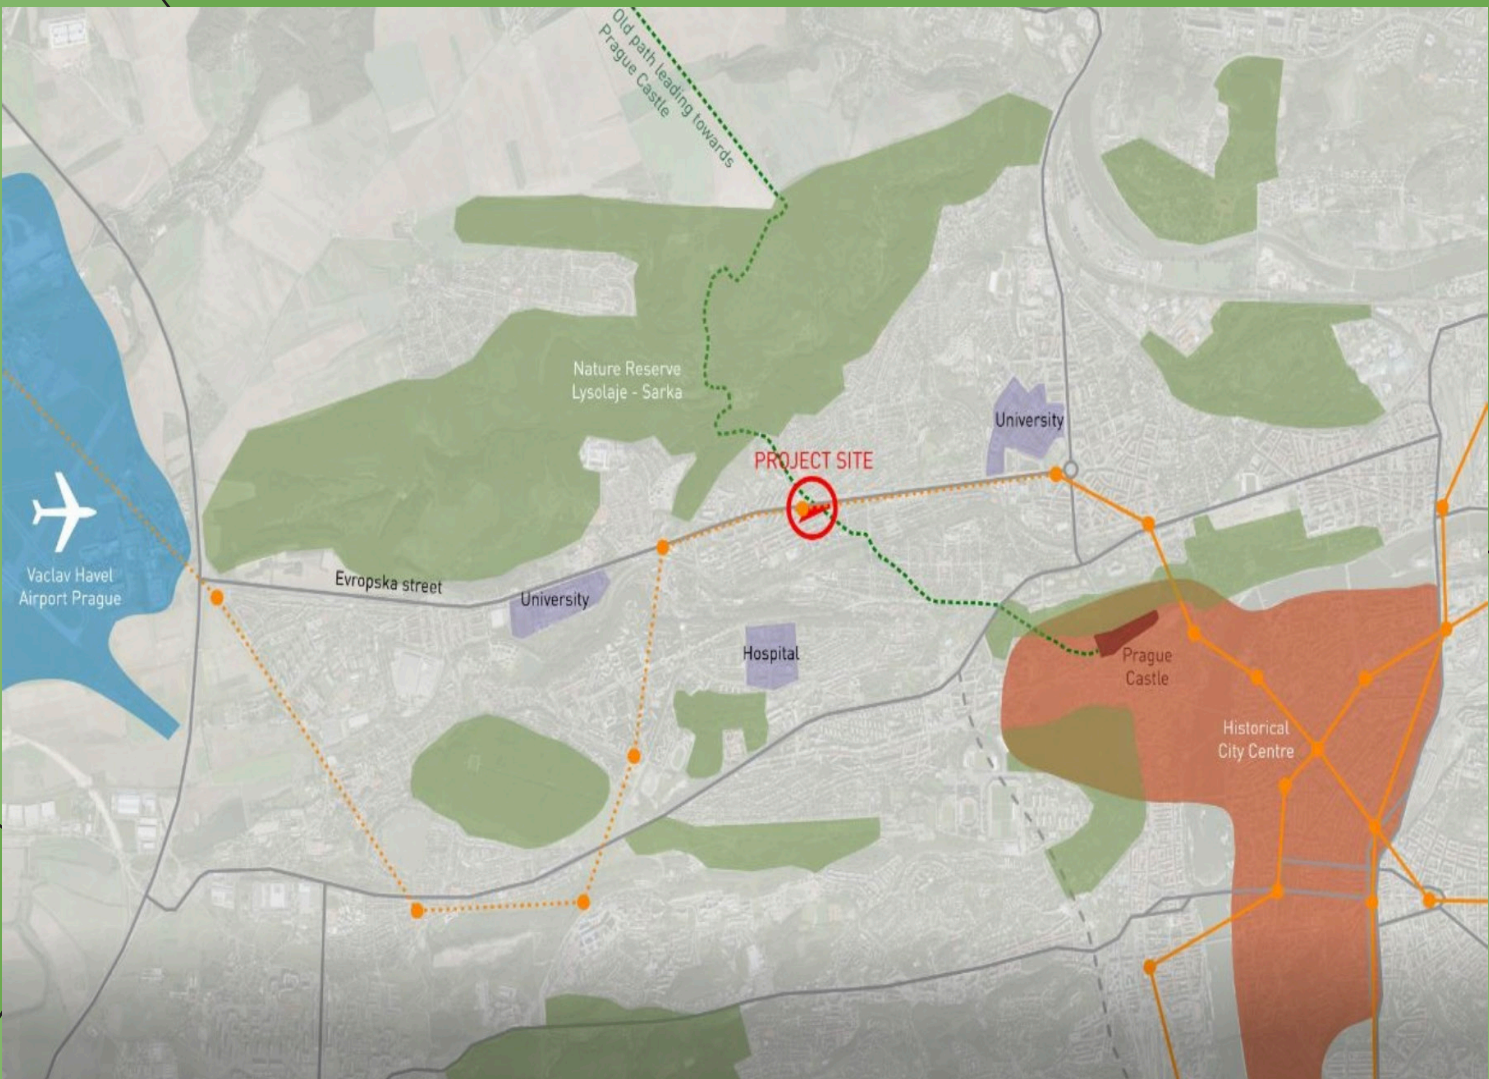 Old path leading towards
Prague Castle
Nature Reserve
Lysolaje - Sarka
University
PROJECT SITE
Vaclav Havel
Airport Prague
Evropska street
University
Hospital
Prague
Castle
Historical
City Centre